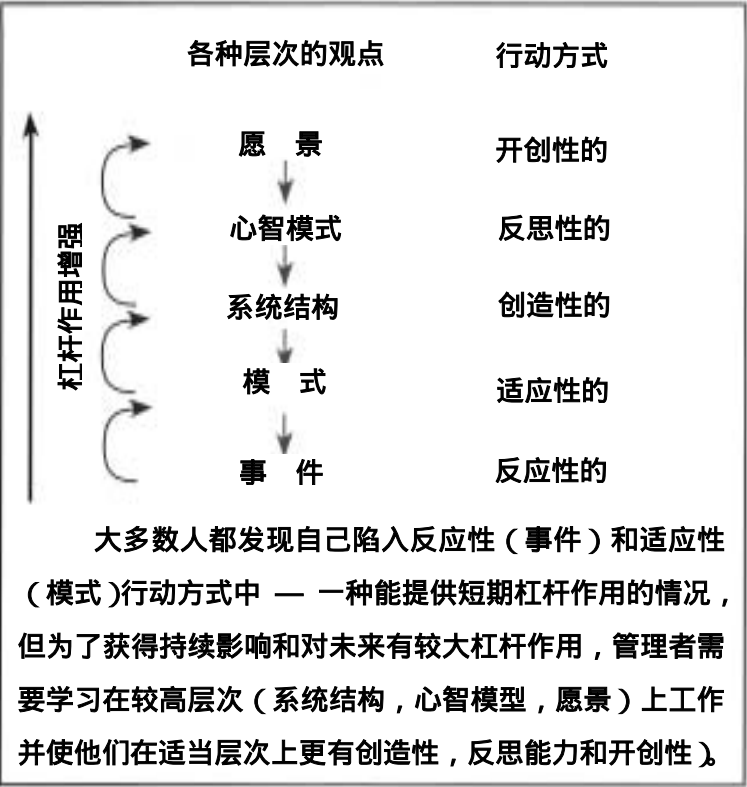 各种层次的观点 行动方式
愿 景 开创性的
心智模式 反思性的
系统结构 创造性的
模 式 适应性的
事 件 反应性的
杠杆作用增强
大多数人都发现自己陷入反应性（事件）和适应性
（模式）行动方式中 — 一种能提供短期杠杆作用的情况，
但为了获得持续影响和对未来有较大杠杆作用，管理者需
要学习在较高层次（系统结构，心智模型，愿景）上工作
并使他们在适当层次上更有创造性，反思能力和开创性）。